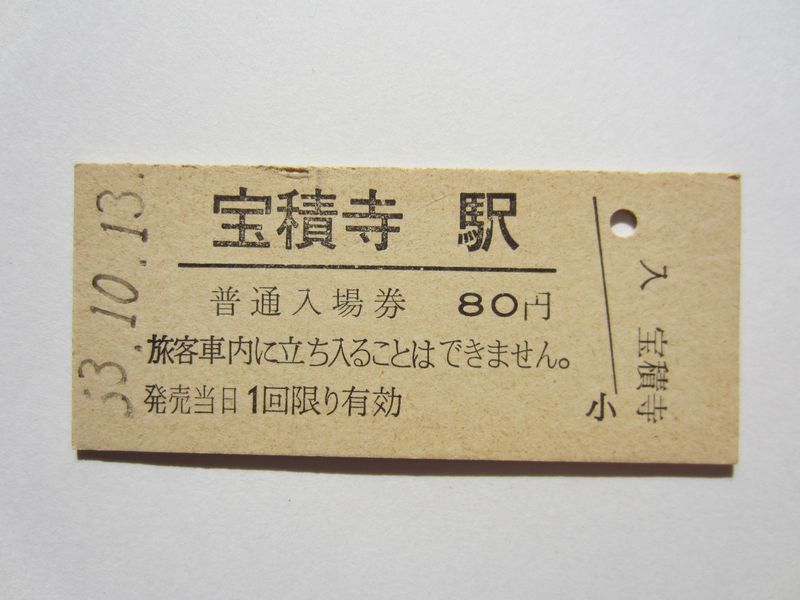 宝積寺 駅
普通入場券 80円
旅客車内に立ち入ることはできません。
発売当日1回限り有効
53.10.13.
入 宝積寺
小